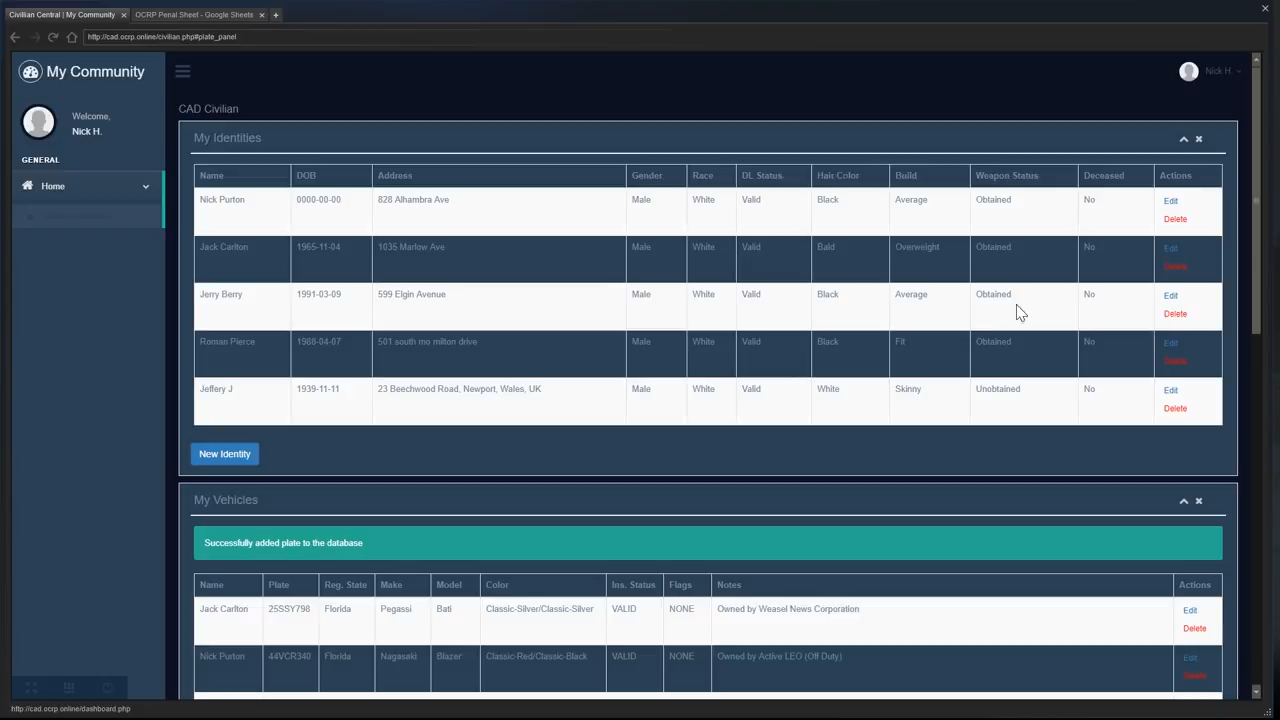 Civillian Central | My Community
OCRP Penal Sheet - Google Sheets
http://cad.ocrp.online/civilian.php#plate_panel
My Community
Nick H.
Welcome,
Nick H.
GENERAL
Home
CAD Civilian
My Identities
Name DOB Address Gender Race DL Status Hair Color Build Weapon Status Deceased Actions
Nick Purton 0000-00-00 828 Alhambra Ave Male White Valid Black Average Obtained No Edit
Delete
Jack Carlton 1965-11-04 1035 Marlow Ave Male White Valid Bald Overweight Obtained No Edit
Delete
Jerry Berry 1991-03-09 599 Elgin Avenue Male White Valid Black Average Obtained No Edit
Delete
Roman Pierce 1988-04-07 501 south mo milton drive Male White Valid Black Fit Obtained No Edit
Delete
Jeffery J 1939-11-11 23 Beechwood Road, Newport, Wales, UK Male White Valid White Skinny Unobtained No Edit
Delete
New Identity
My Vehicles
Successfully added plate to the database
Name Plate Reg. State Make Model Color Ins. Status Flags Notes Actions
Jack Carlton 25SSY798 Florida Pegassi Bati Classic-Silver/Classic-Silver VALID NONE Owned by Weasel News Corporation Edit
Delete
Nick Purton 44VCR340 Florida Nagasaki Blazer Classic-Red/Classic-Black VALID NONE Owned by Active LEO (Off Duty) Edit
Delete
http://cad.ocrp.online/dashboard.php